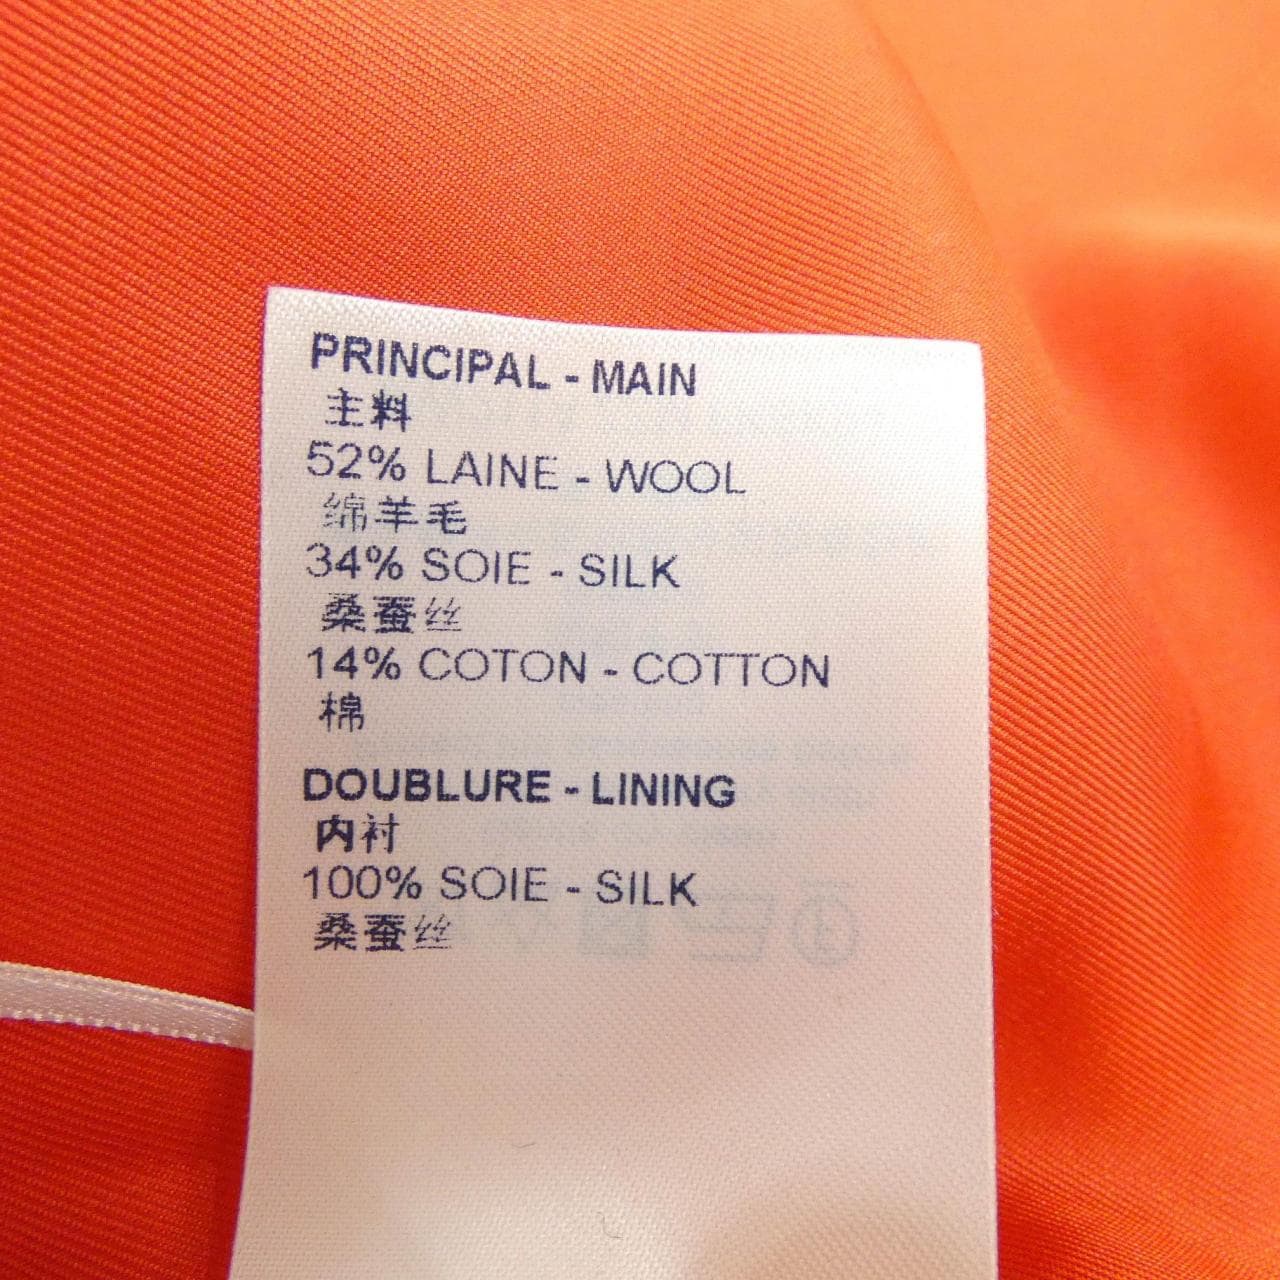 PRINCIPAL - MAIN
主料
52% LAINE - WOOL
绵羊毛
34% SOIE - SILK
桑蚕丝
14% COTON - COTTON
棉
DOUBLURE - LINING
内衬
100% SOIE - SILK
桑蚕丝